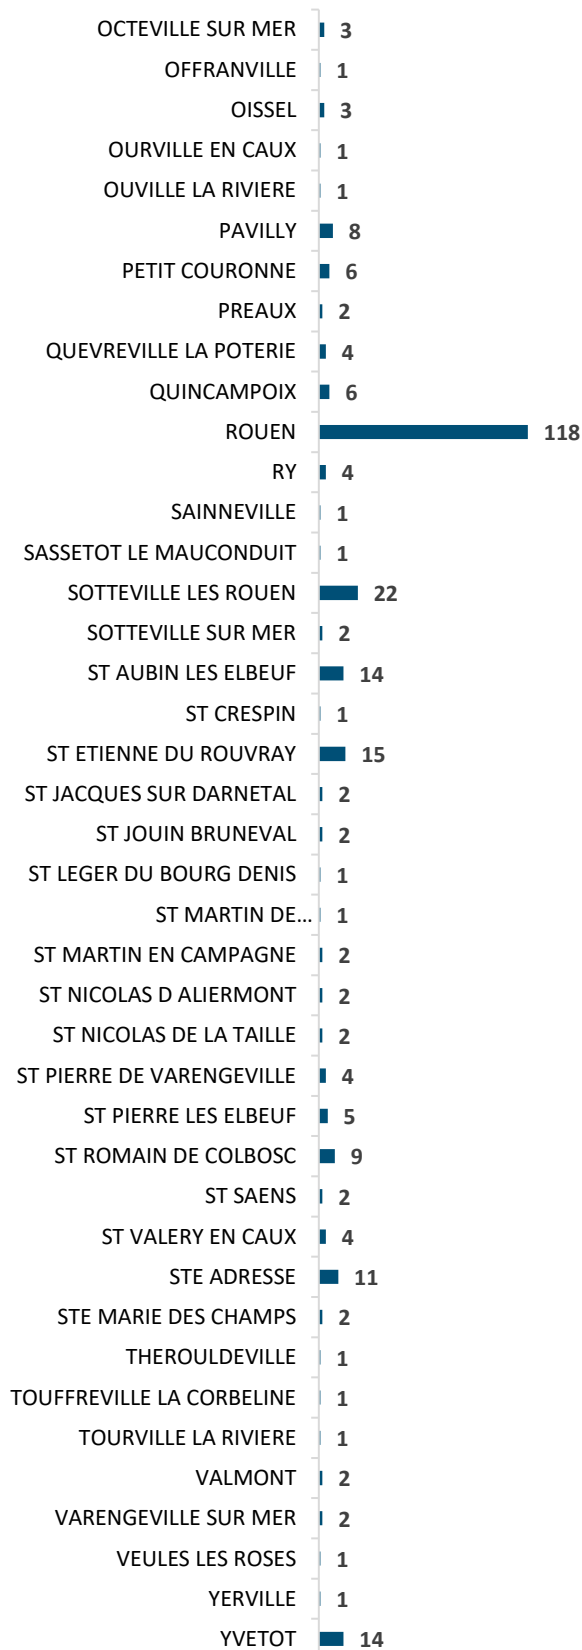 OCTEVILLE SUR MER 3
OFFRANVILLE 1
OISSEL 3
OURVILLE EN CAUX 1
OUVILLE LA RIVIERE 1
PAVILLY 8
PETIT COURONNE 6
PREAUX 2
QUEVREVILLE LA POTERIE 4
QUINCAMPOIX 6
ROUEN 118
RY 4
SAINNEVILLE 1
SASSETOT LE MAUCONDUIT 1
SOTTEVILLE LES ROUEN 22
SOTTEVILLE SUR MER 2
ST AUBIN LES ELBEUF 14
ST CRESPIN 1
ST ETIENNE DU ROUVRAY 15
ST JACQUES SUR DARNETAL 2
ST JOUIN BRUNEVAL 2
ST LEGER DU BOURG DENIS 1
ST MARTIN DE... 1
ST MARTIN EN CAMPAGNE 2
ST NICOLAS D ALIERMONT 2
ST NICOLAS DE LA TAILLE 2
ST PIERRE DE VARENGEVILLE 4
ST PIERRE LES ELBEUF 5
ST ROMAIN DE COLBOSC 9
ST SAENS 2
ST VALERY EN CAUX 4
STE ADRESSE 11
STE MARIE DES CHAMPS 2
THEROULDEVILLE 1
TOUFFREVILLE LA CORBELINE 1
TOURVILLE LA RIVIERE 1
VALMONT 2
VARENGEVILLE SUR MER 2
VEULES LES ROSES 1
YERVILLE 1
YVETOT 14